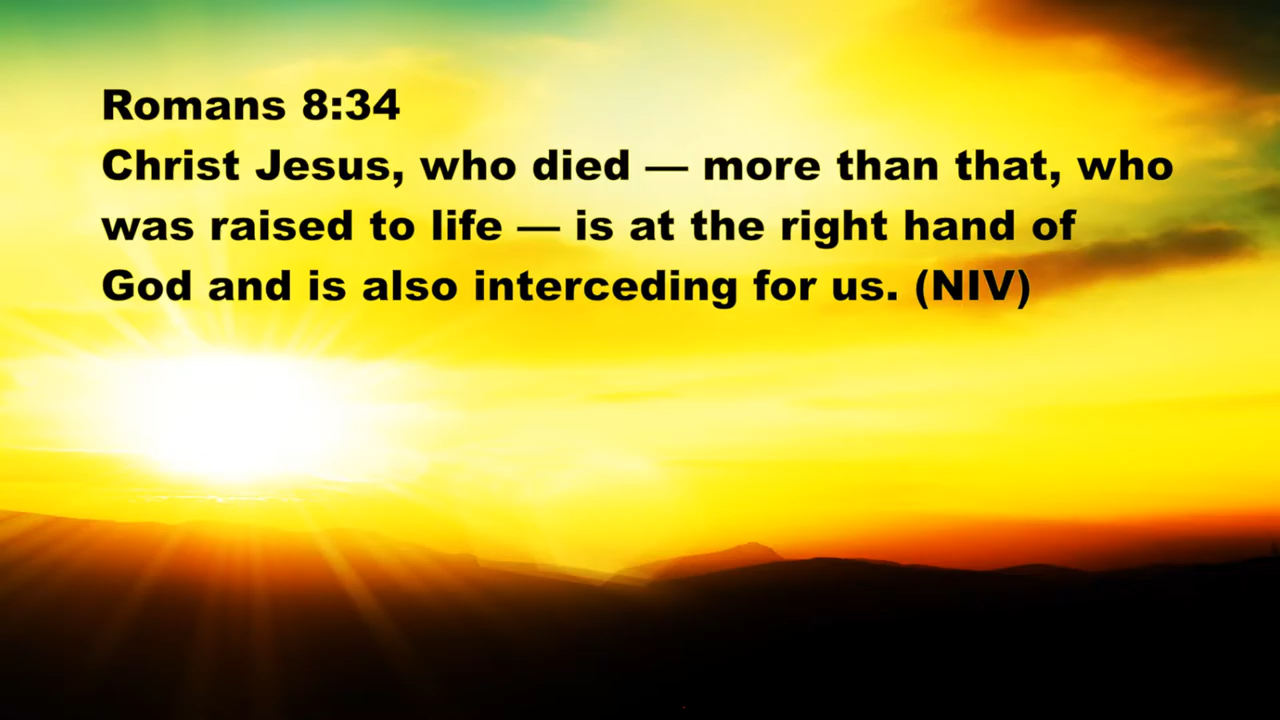 Romans 8:34
Christ Jesus, who died — more than that, who
was raised to life — is at the right hand of
God and is also interceding for us. (NIV)